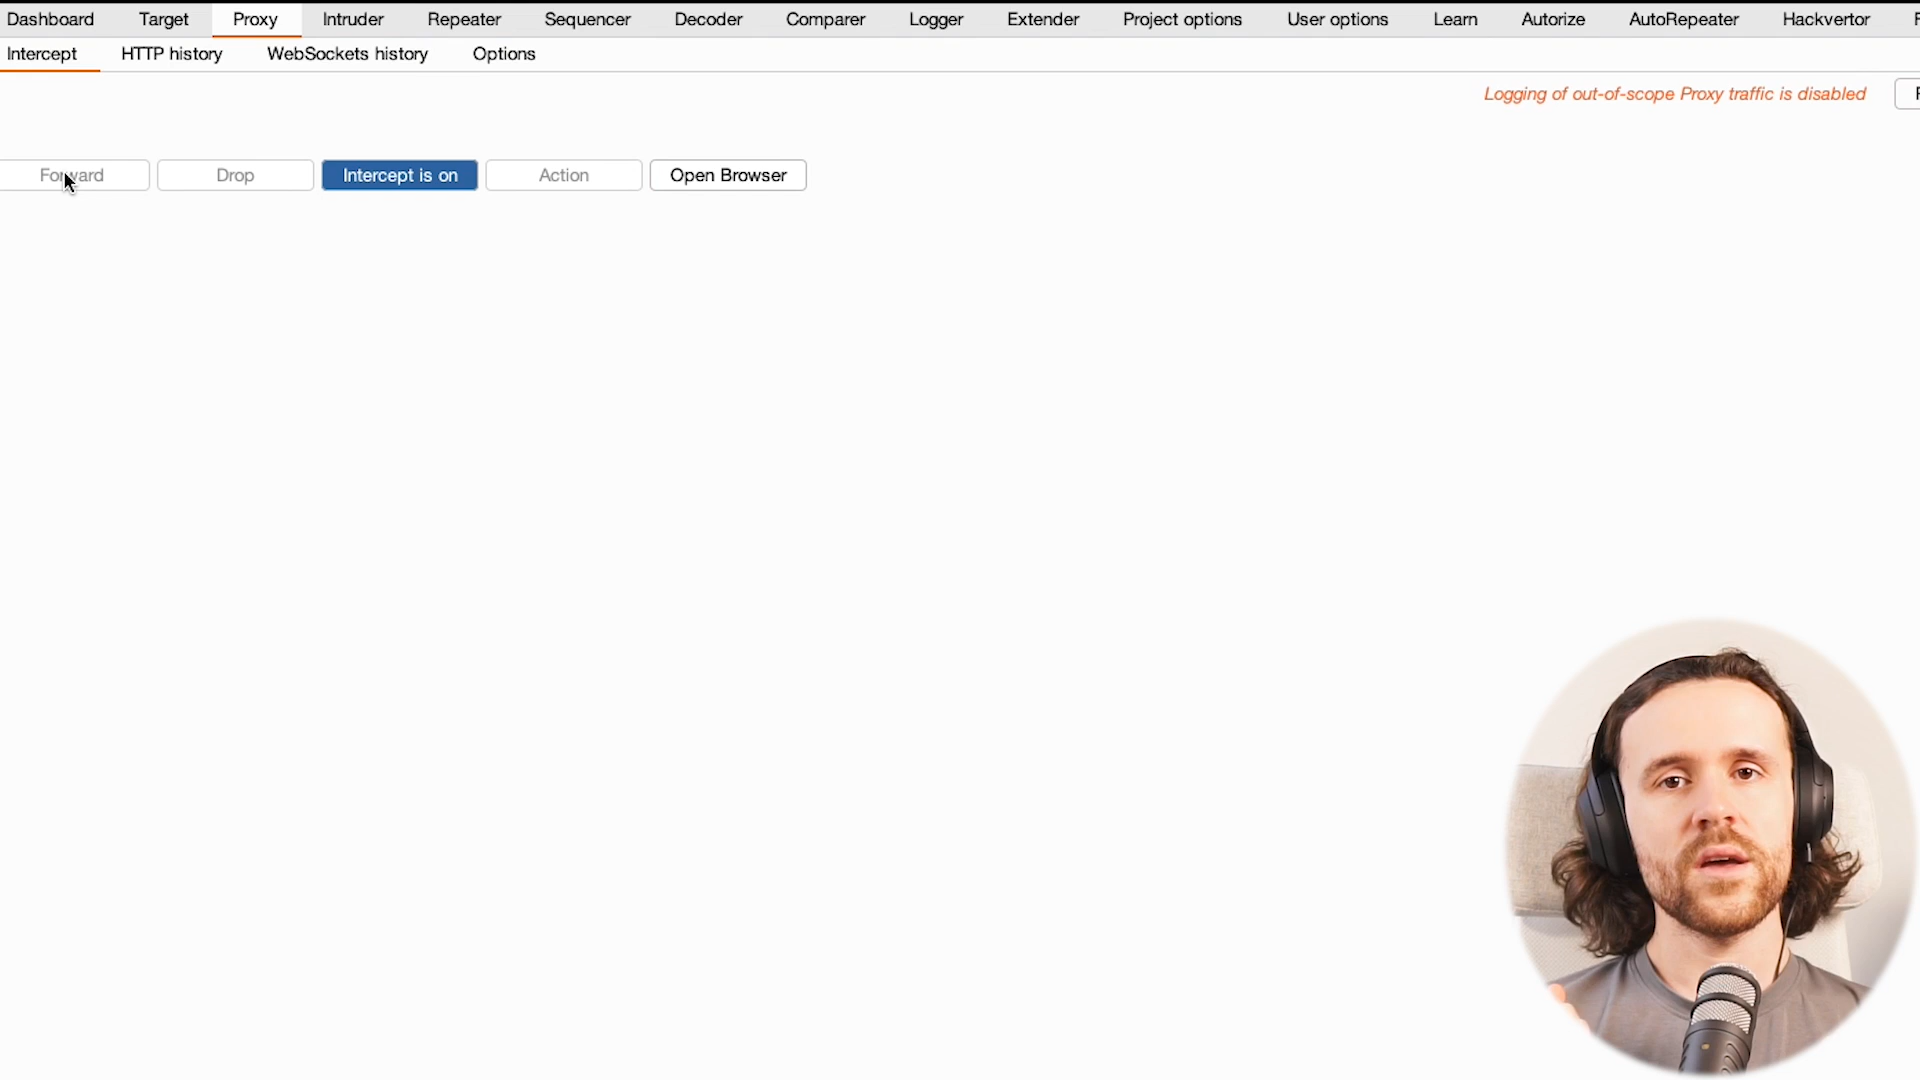 Dashboard Target Proxy Intruder Repeater Sequencer Decoder Comparer Logger Extender Project options User options Learn Autorize AutoRepeater Hackvertor
Intercept HTTP history WebSockets history Options
Logging of out-of-scope Proxy traffic is disabled
Forward Drop Intercept is on Action Open Browser